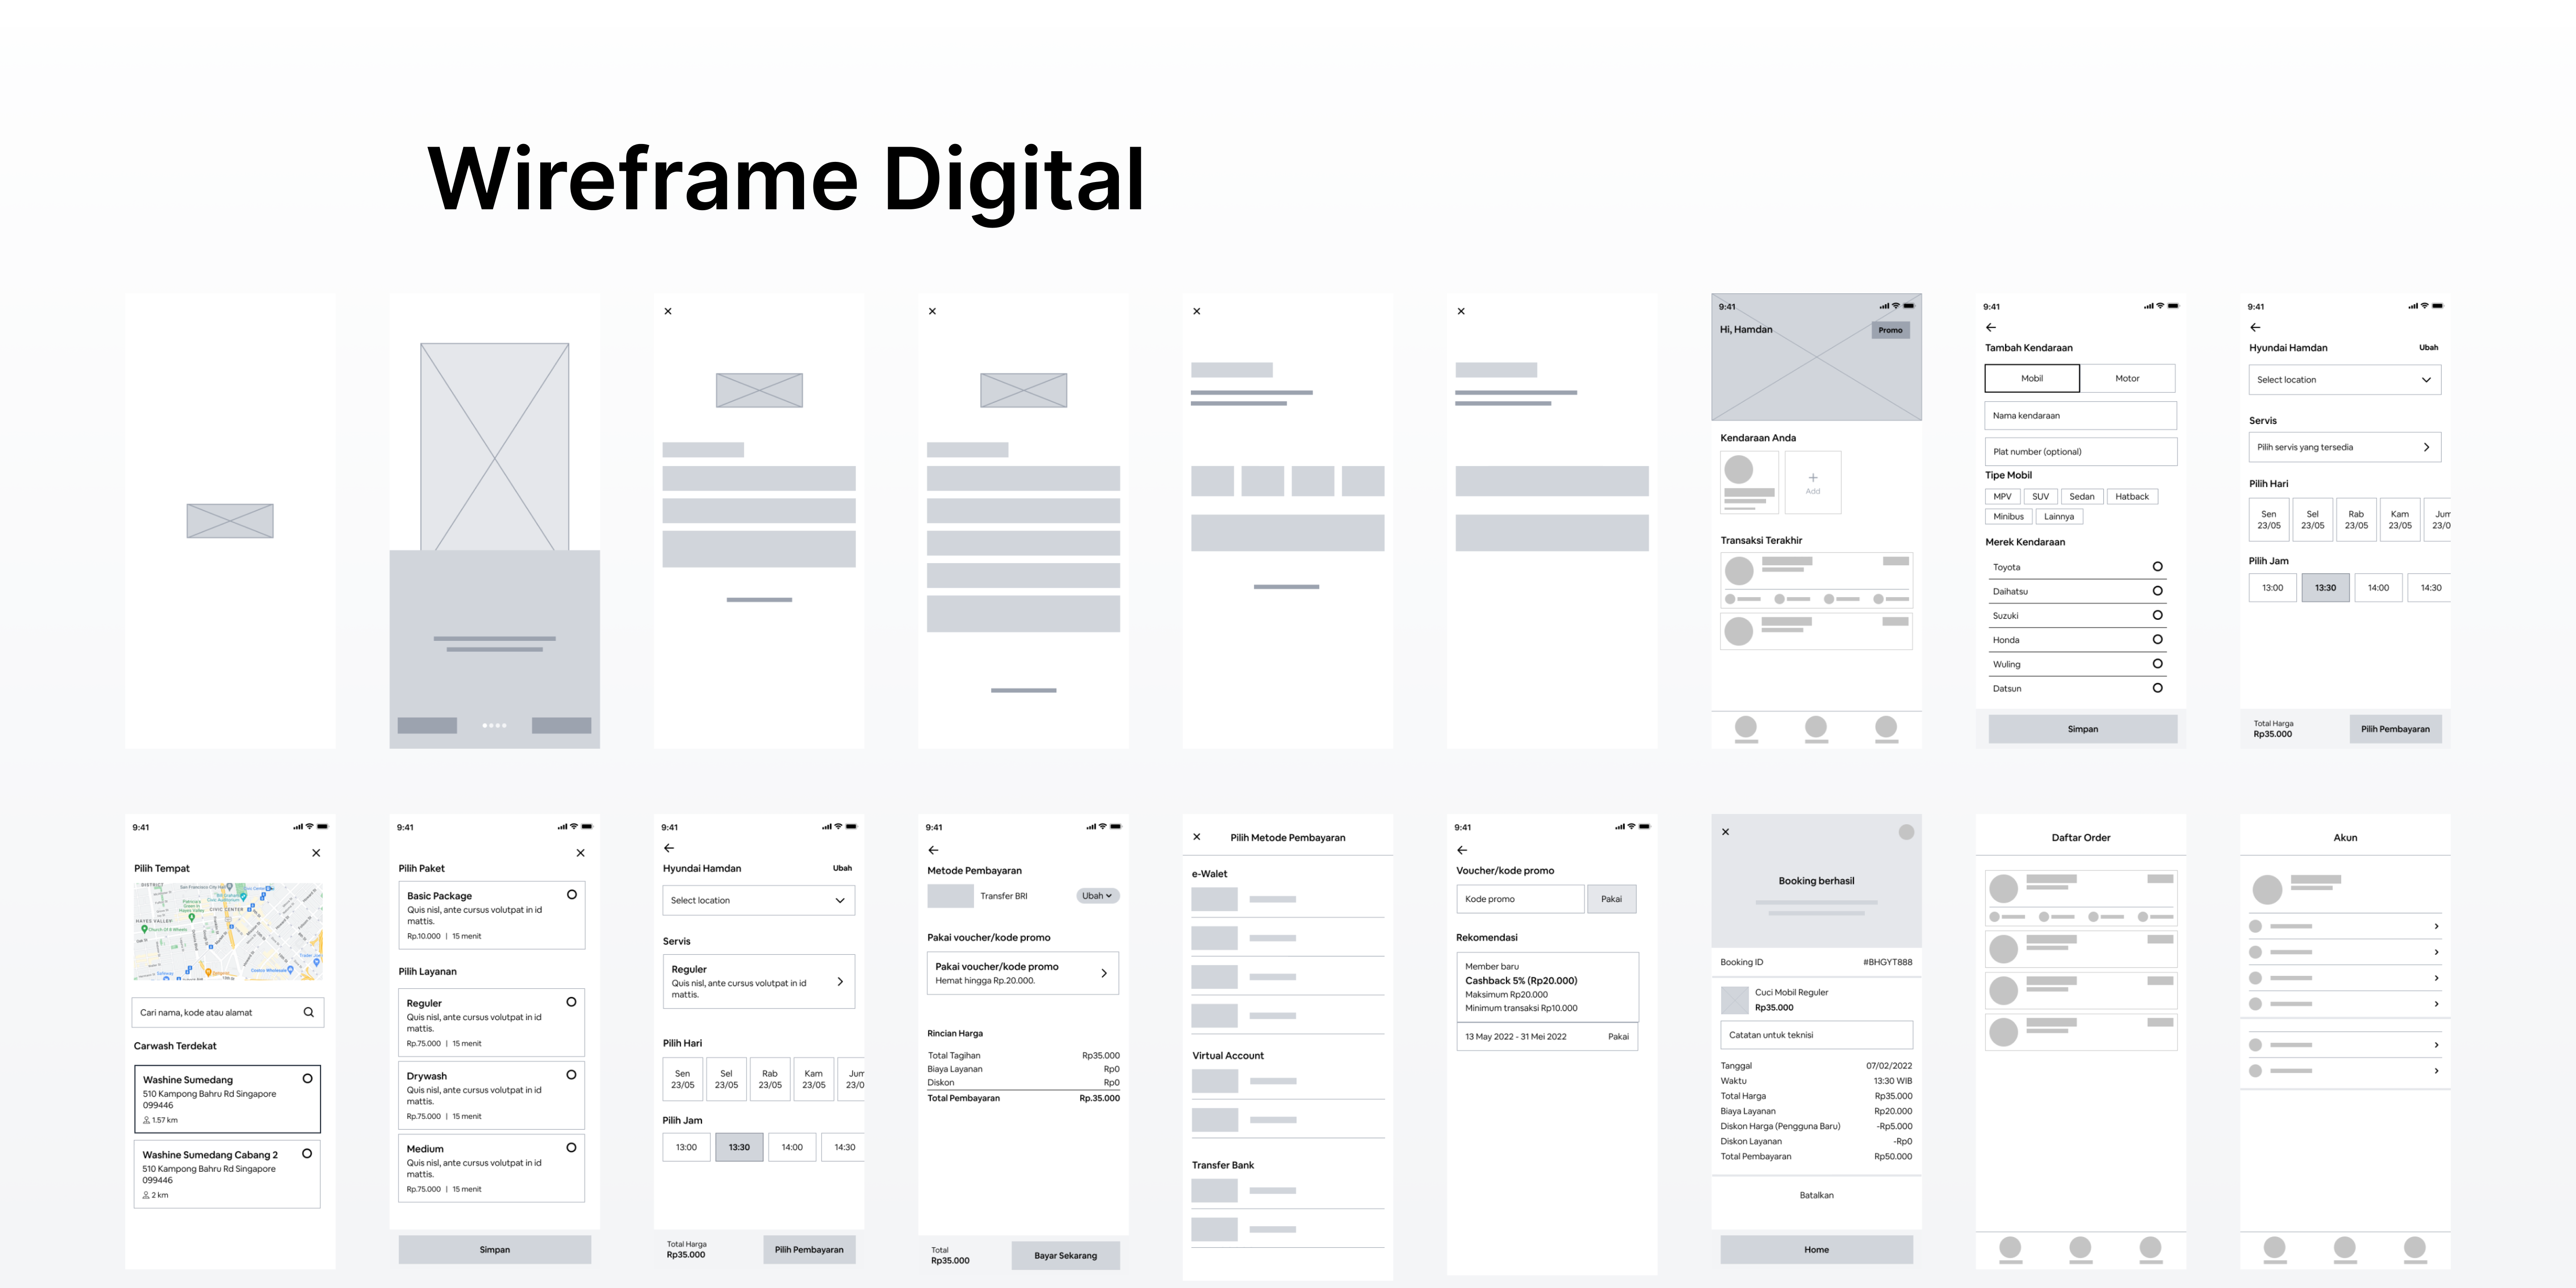 Wireframe Digital
9:41
Hi, Hamdan
Promo
Kendaraan Anda
Add
Transaksi Terakhir
9:41
Tambah Kendaraan
Mobil
Motor
Nama kendaraan
Plat number (optional)
Tipe Mobil
MPV
SUV
Sedan
Hatback
Minibus
Lainnya
Merek Kendaraan
Toyota
Daihatsu
Suzuki
Honda
Wuling
Datsun
Simpan
9:41
Hyundai Hamdan
Ubah
Select location
Servis
Pilih servis yang tersedia
Pilih Hari
Sen
23/05
Sel
23/05
Rab
23/05
Kam
23/05
Jum
23/0
Pilih Jam
13:00
13:30
14:00
14:30
Total Harga
Rp35.000
Pilih Pembayaran
9:41
Pilih Tempat
HAYES VALLEY
CIVIC CENTER
Cari nama, kode atau alamat
Carwash Terdekat
Washine Sumedang
510 Kampong Bahru Rd Singapore
099446
1.57 km
Washine Sumedang Cabang 2
510 Kampong Bahru Rd Singapore
099446
2 km
9:41
Pilih Paket
Basic Package
Quis nisl, ante cursus volutpat in id
mattis.
Rp.10.000 | 15 menit
Pilih Layanan
Reguler
Quis nisl, ante cursus volutpat in id
mattis.
Rp.75.000 | 15 menit
Drywash
Quis nisl, ante cursus volutpat in id
mattis.
Rp.75.000 | 15 menit
Medium
Quis nisl, ante cursus volutpat in id
mattis.
Rp.75.000 | 15 menit
Simpan
9:41
Hyundai Hamdan
Ubah
Select location
Servis
Reguler
Quis nisl, ante cursus volutpat in id
mattis.
Pilih Hari
Sen
23/05
Sel
23/05
Rab
23/05
Kam
23/05
Jum
23/0
Pilih Jam
13:00
13:30
14:00
14:30
Total Harga
Rp35.000
Pilih Pembayaran
9:41
Metode Pembayaran
Transfer BRI
Ubah
Pakai voucher/kode promo
Pakai voucher/kode promo
Hemat hingga Rp.20.000.
Rincian Harga
Total Tagihan Rp35.000
Biaya Layanan Rp0
Diskon Rp0
Total Pembayaran Rp.35.000
Total
Rp35.000
Bayar Sekarang
Pilih Metode Pembayaran
e-Walet
Virtual Account
Transfer Bank
9:41
Voucher/kode promo
Kode promo
Pakai
Rekomendasi
Member baru
Cashback 5% (Rp20.000)
Maksimum Rp20.000
Minimum transaksi Rp10.000
13 May 2022 - 31 Mei 2022 Pakai
Booking berhasil
Booking ID #BHGYT888
Cuci Mobil Reguler
Rp35.000
Catatan untuk teknisi
Tanggal 07/02/2022
Waktu 13:30 WIB
Total Harga Rp35.000
Biaya Layanan Rp20.000
Diskon Harga (Pengguna Baru) -Rp5.000
Diskon Layanan -Rp0
Total Pembayaran Rp50.000
Batalkan
Home
Daftar Order
Akun